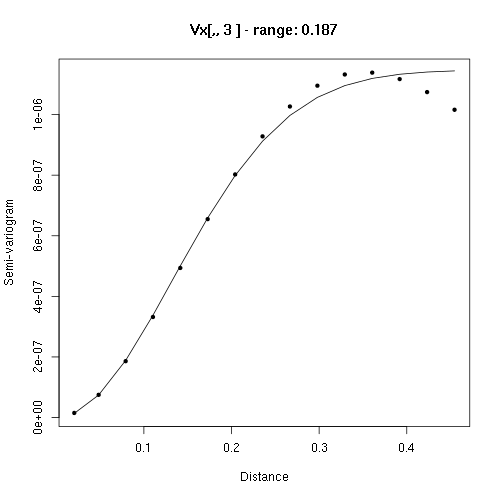 Vx[,, 3 ] - range: 0.187
Semi-variogram
0e+00 2e-07 4e-07 6e-07 8e-07 1e-06
0.1 0.2 0.3 0.4
Distance